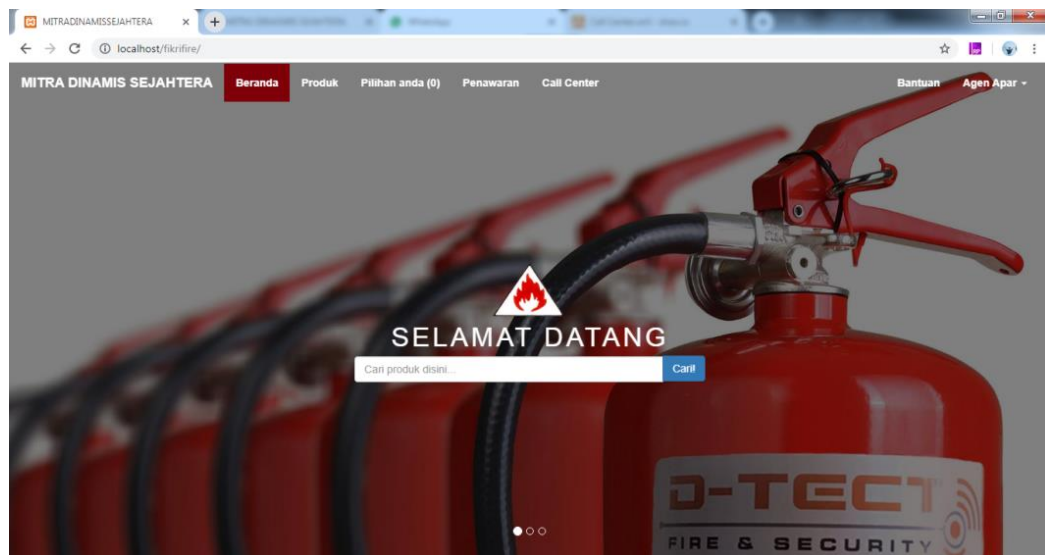 MITRADINAMISSEJAHTERA
localhost/fikrifire/
MITRA DINAMIS SEJAHTERA Beranda Produk Pilihan anda (0) Penawaran Call Center Bantuan Agen Apar
SELAMAT DATANG
Cari produk disini... Cari!
D-TECT
FIRE & SECURITY